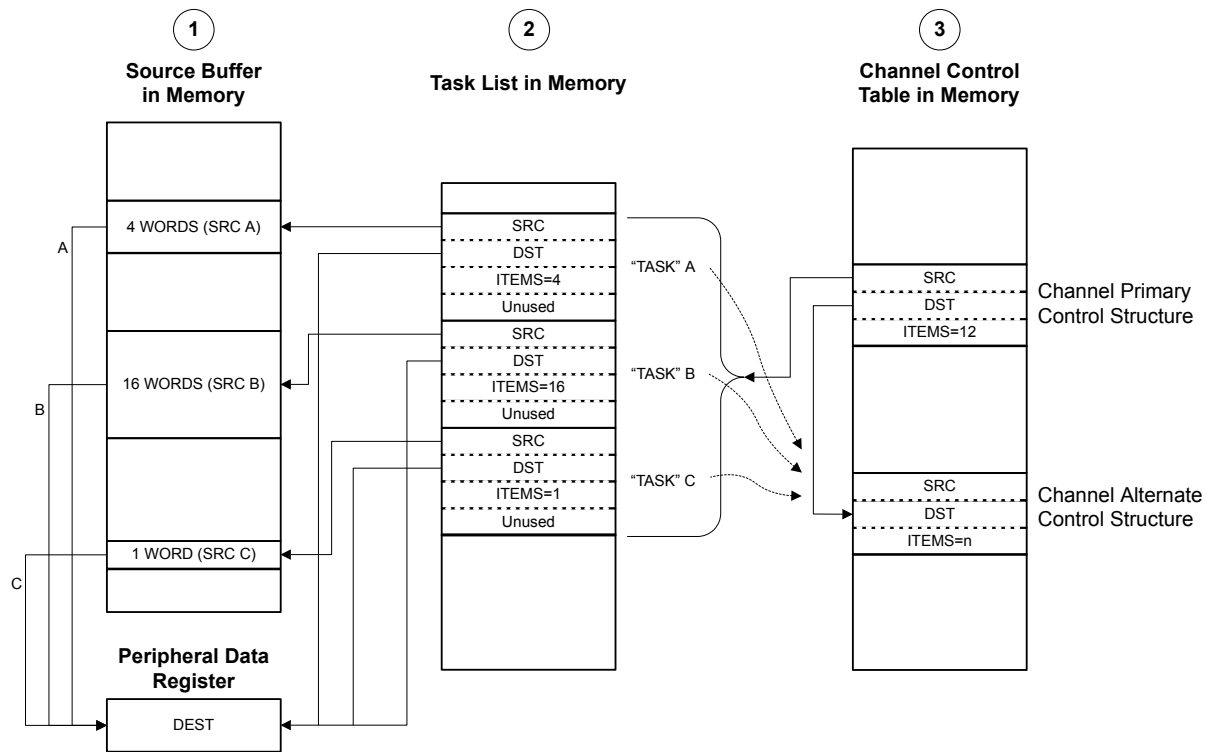 1
Source Buffer
in Memory
4 WORDS (SRC A)
16 WORDS (SRC B)
1 WORD (SRC C)
A
B
C
Peripheral Data
Register
DEST
2
Task List in Memory
SRC
DST
ITEMS=4
Unused
SRC
DST
ITEMS=16
Unused
SRC
DST
ITEMS=1
Unused
“TASK” A
“TASK” B
“TASK” C
3
Channel Control
Table in Memory
SRC
DST
ITEMS=12
Channel Primary
Control Structure
SRC
DST
ITEMS=n
Channel Alternate
Control Structure